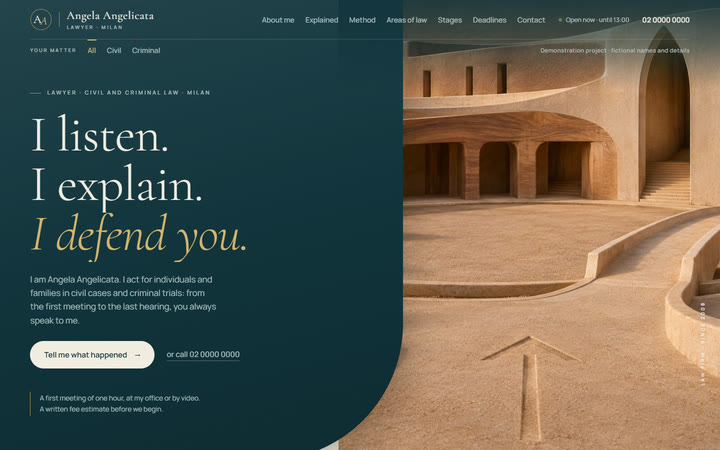 AA
Angela Angelicata
LAWYER · MILAN
About me Explained Method Areas of law Stages Deadlines Contact Open now · until 13:00 02 0000 0000
YOUR MATTER All Civil Criminal
Demonstration project · fictional names and details
LAWYER · CIVIL AND CRIMINAL LAW · MILAN
I listen.
I explain.
I defend you.
I am Angela Angelicata. I act for individuals and
families in civil cases and criminal trials: from
the first meeting to the last hearing, you always
speak to me.
Tell me what happened →
or call 02 0000 0000
A first meeting of one hour, at my office or by video.
A written fee estimate before we begin.
LAW FIRM · SINCE 2008